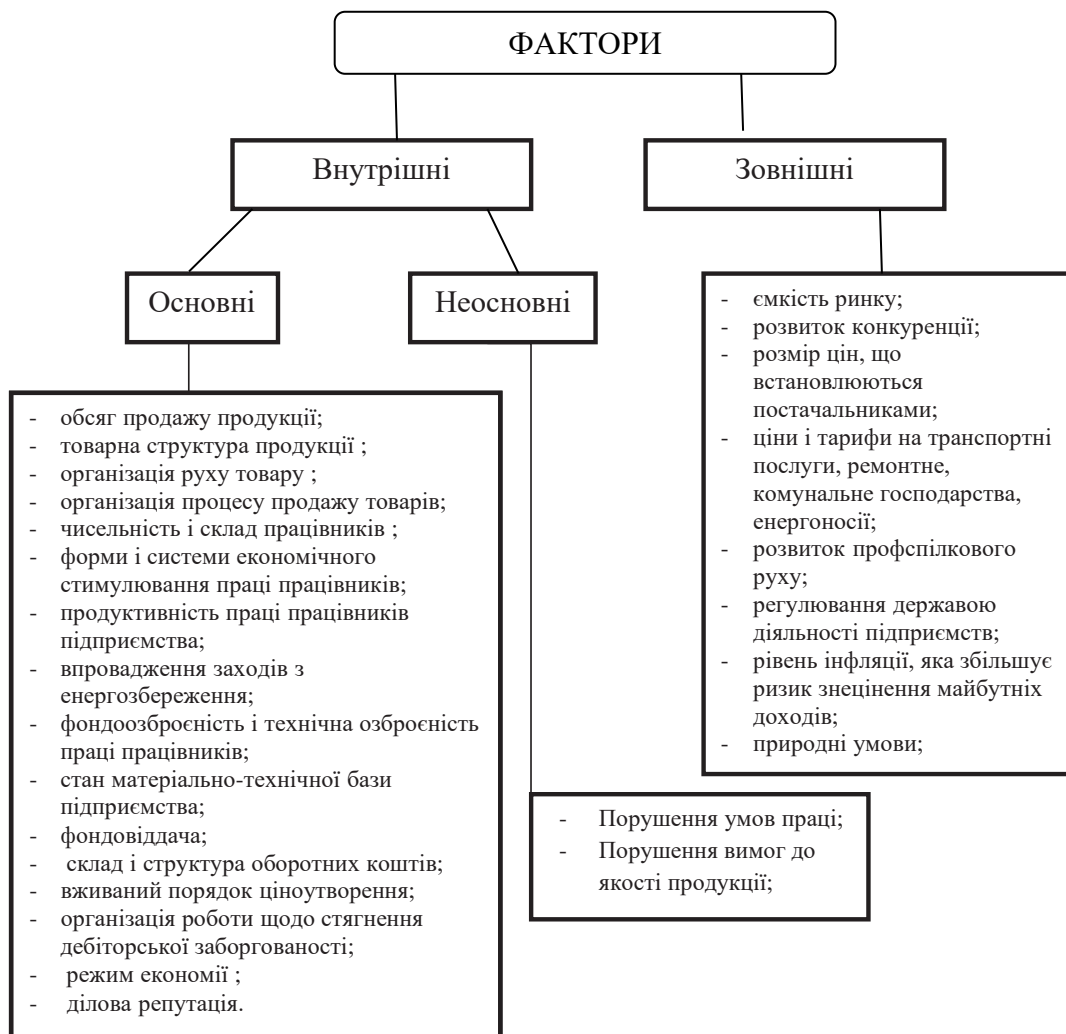 ФАКТОРИ
Внутрішні
Зовнішні
Основні
Неосновні
- обсяг продажу продукції;
- товарна структура продукції ;
- організація руху товару ;
- організація процесу продажу товарів;
- чисельність і склад працівників ;
- форми і системи економічного
стимулювання праці працівників;
- продуктивність праці працівників
підприємства;
- впровадження заходів з
енергозбереження;
- фондоозброєність і технічна озброєність
праці працівників;
- стан матеріально-технічної бази
підприємства;
- фондовіддача;
- склад і структура оборотних коштів;
- вживаний порядок ціноутворення;
- організація роботи щодо стягнення
дебіторської заборгованості;
- режим економії ;
- ділова репутація.
- Порушення умов праці;
- Порушення вимог до
якості продукції;
- ємкість ринку;
- розвиток конкуренції;
- розмір цін, що
встановлюються
постачальниками;
- ціни і тарифи на транспортні
послуги, ремонтне,
комунальне господарства,
енергоносії;
- розвиток профспілкового
руху;
- регулювання державою
діяльності підприємств;
- рівень інфляції, яка збільшує
ризик знецінення майбутніх
доходів;
- природні умови;